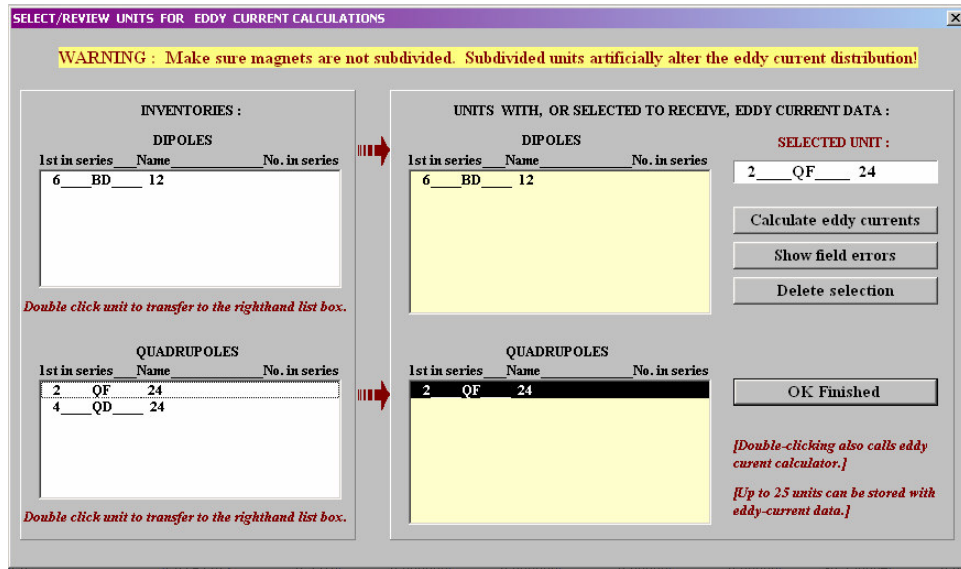 SELECT/REVIEW UNITS FOR EDDY CURRENT CALCULATIONS
WARNING : Make sure magnets are not subdivided. Subdivided units artificially alter the eddy current distribution!
INVENTORIES :
DIPOLES
1st in series___Name____________No. in series
6____BD____ 12
Double click unit to transfer to the righthand list box.
QUADRUPOLES
1st in series___Name____________No. in series
2____QF____ 24
4____QD____ 24
Double click unit to transfer to the righthand list box.
UNITS WITH, OR SELECTED TO RECEIVE, EDDY CURRENT DATA :
DIPOLES
1st in series___Name____________No. in series
6____BD____ 12
QUADRUPOLES
1st in series___Name____________No. in series
2____QF____ 24
SELECTED UNIT :
2____QF____ 24
Calculate eddy currents
Show field errors
Delete selection
OK Finished
[Double-clicking also calls eddy
curent calculator.]
[Up to 25 units can be stored with
eddy-current data.]